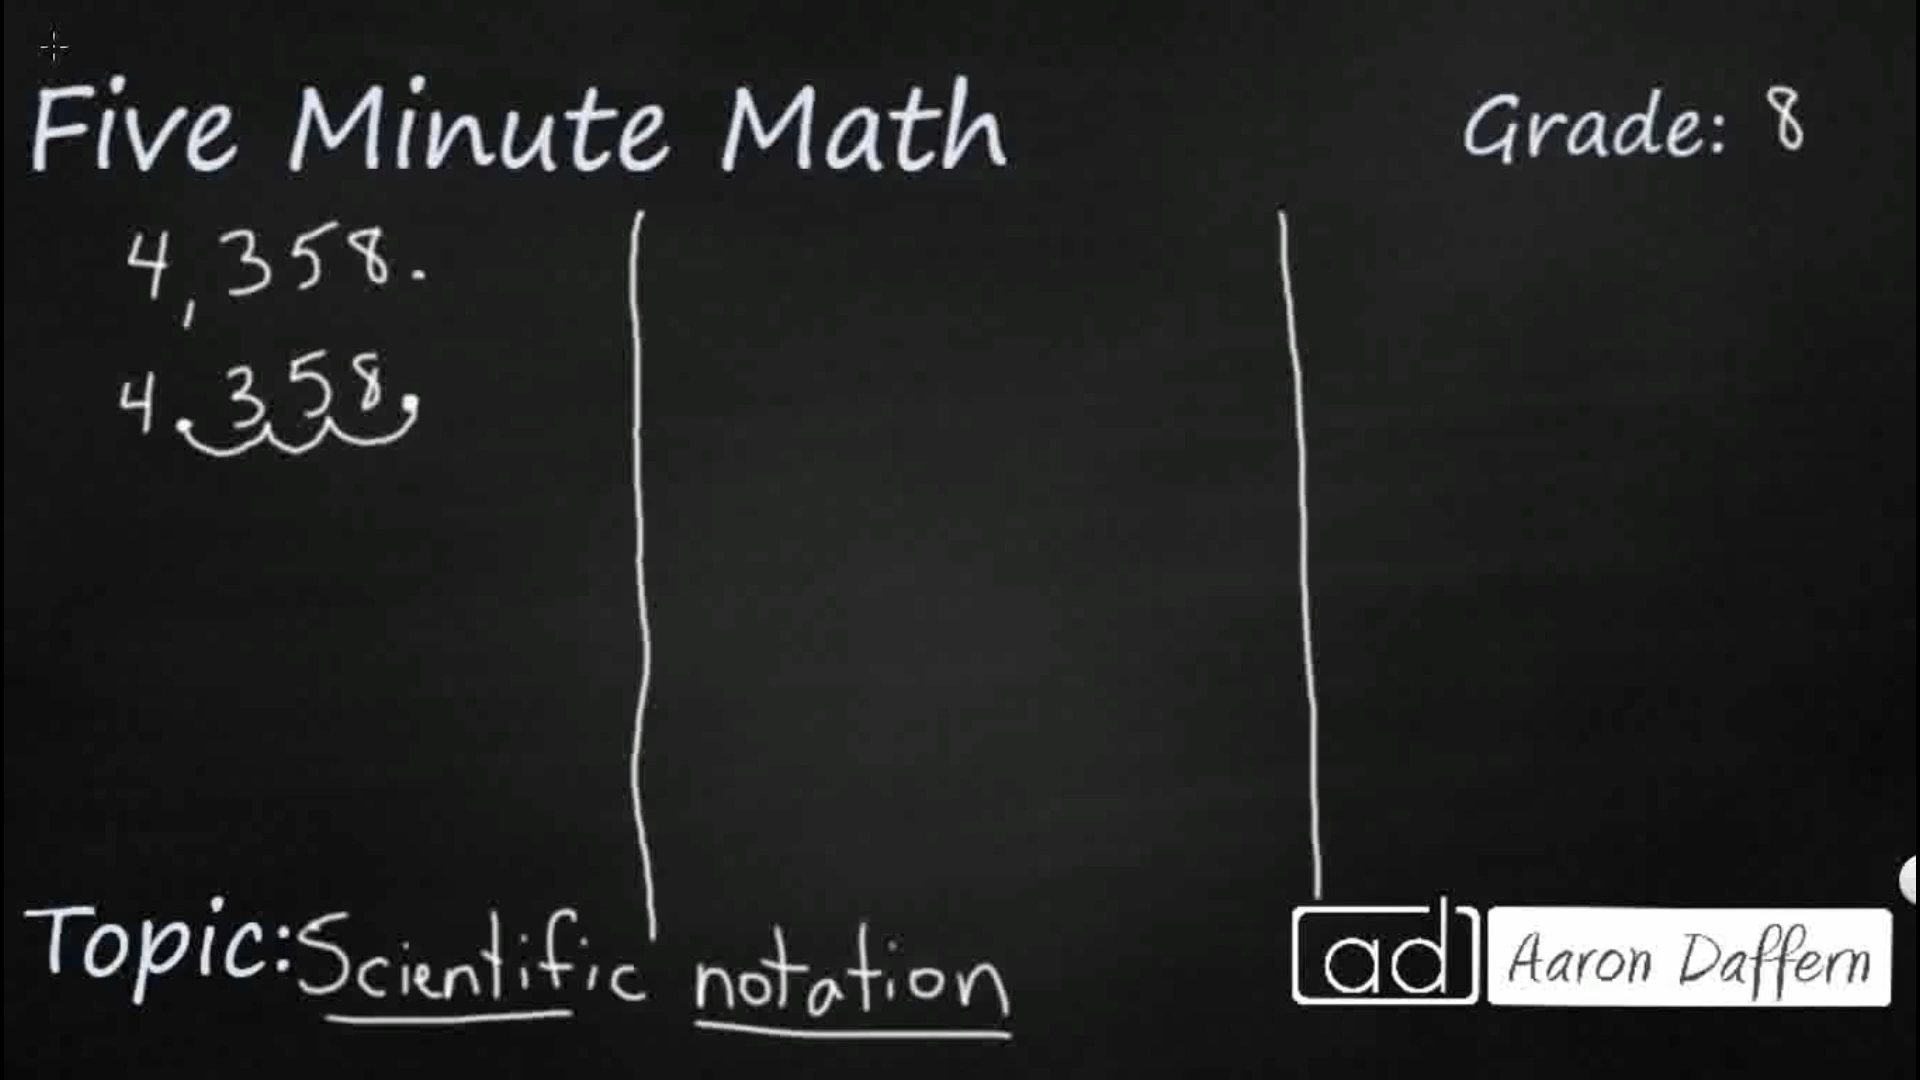 Five Minute Math
Grade: 8
4,358.
4.358.
Topic: Scientific notation
ad Aaron Daffern